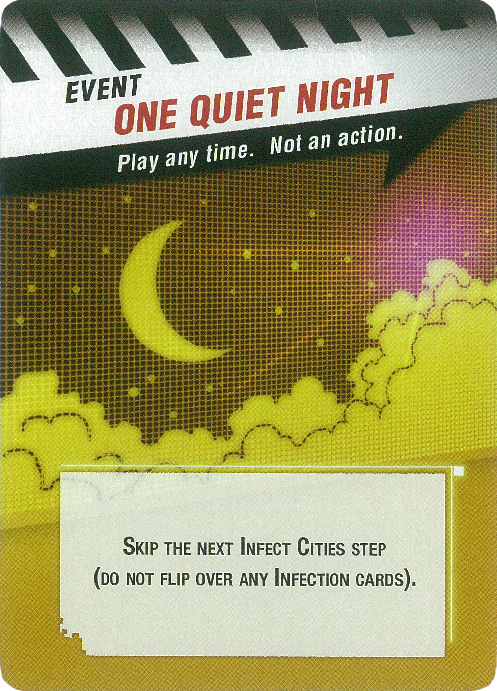 EVENT
ONE QUIET NIGHT
Play any time. Not an action.
SKIP THE NEXT INFECT CITIES STEP
(DO NOT FLIP OVER ANY INFECTION CARDS).